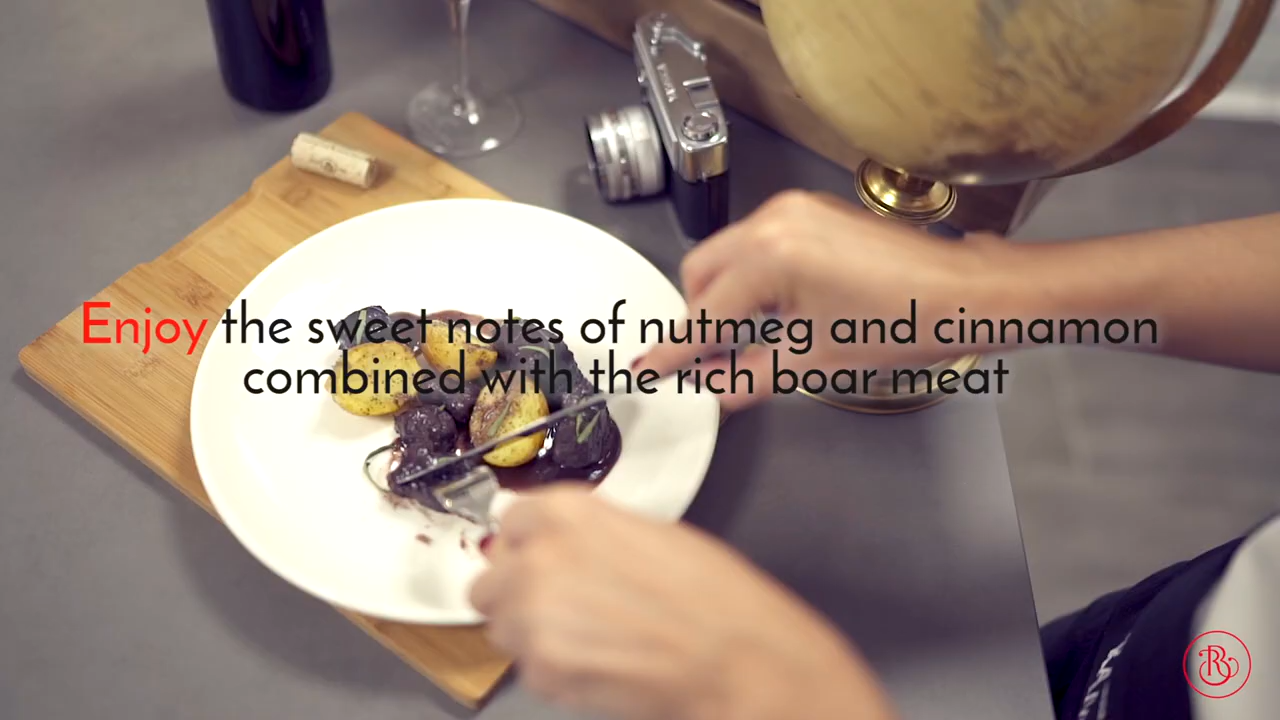 Enjoy the sweet notes of nutmeg and cinnamon
combined with the rich boar meat